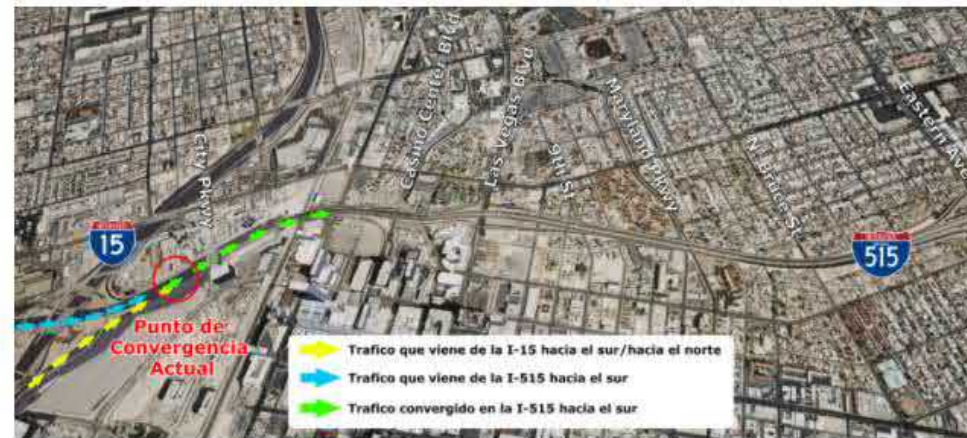 City Pkwy
Casino Center Blvd
Las Vegas Blvd
9th St
Maryland Pkwy
N. Bruce St.
Eastern Ave
15
515
Punto de
Convergencia
Actual
Trafico que viene de la I-15 hacia el sur/hacia el norte
Trafico que viene de la I-515 hacia el sur
Trafico convergido en la I-515 hacia el sur